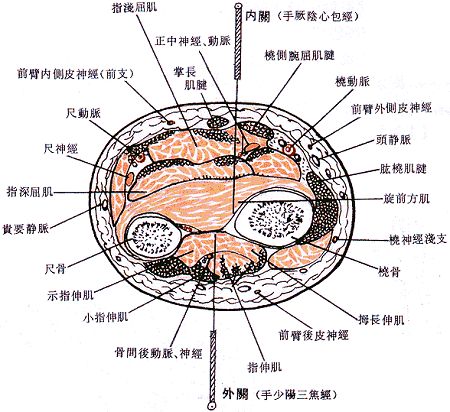 指淺屈肌
内關 (手厥陰心包經)
正中神經、動脈
橈側腕屈肌腱
前臂内側皮神經(前支)
掌長
肌腱
橈動脈
前臂外側皮神經
尺動脈
頭静脈
尺神經
肱橈肌腱
指深屈肌
旋前方肌
貴要静脈
橈神經淺支
尺骨
橈骨
示指伸肌
小指伸肌
拇長伸肌
骨間後動脈、神經
指伸肌
前臂後皮神經
外關 (手少陽三焦經)